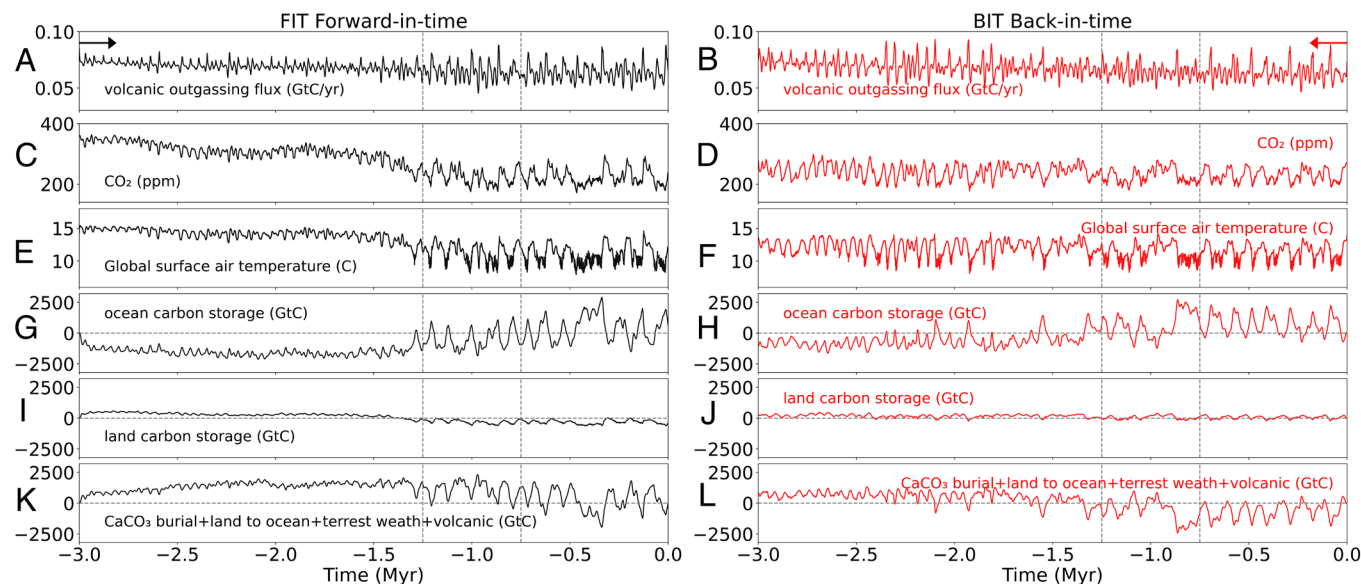 FIT Forward-in-time
BIT Back-in-time
A
0.10
0.05
volcanic outgassing flux (GtC/yr)
B
0.10
0.05
volcanic outgassing flux (GtC/yr)
C
400
200
CO₂ (ppm)
D
400
200
CO₂ (ppm)
E
15
10
Global surface air temperature (C)
F
15
10
Global surface air temperature (C)
G
2500
0
−2500
ocean carbon storage (GtC)
H
2500
0
−2500
ocean carbon storage (GtC)
I
2500
0
−2500
land carbon storage (GtC)
J
2500
0
−2500
land carbon storage (GtC)
K
2500
0
−2500
CaCO₃ burial+land to ocean+terrest weath+volcanic (GtC)
L
2500
0
−2500
CaCO₃ burial+land to ocean+terrest weath+volcanic (GtC)
−3.0 −2.5 −2.0 −1.5 −1.0 −0.5 0.0
Time (Myr)
−3.0 −2.5 −2.0 −1.5 −1.0 −0.5 0.0
Time (Myr)